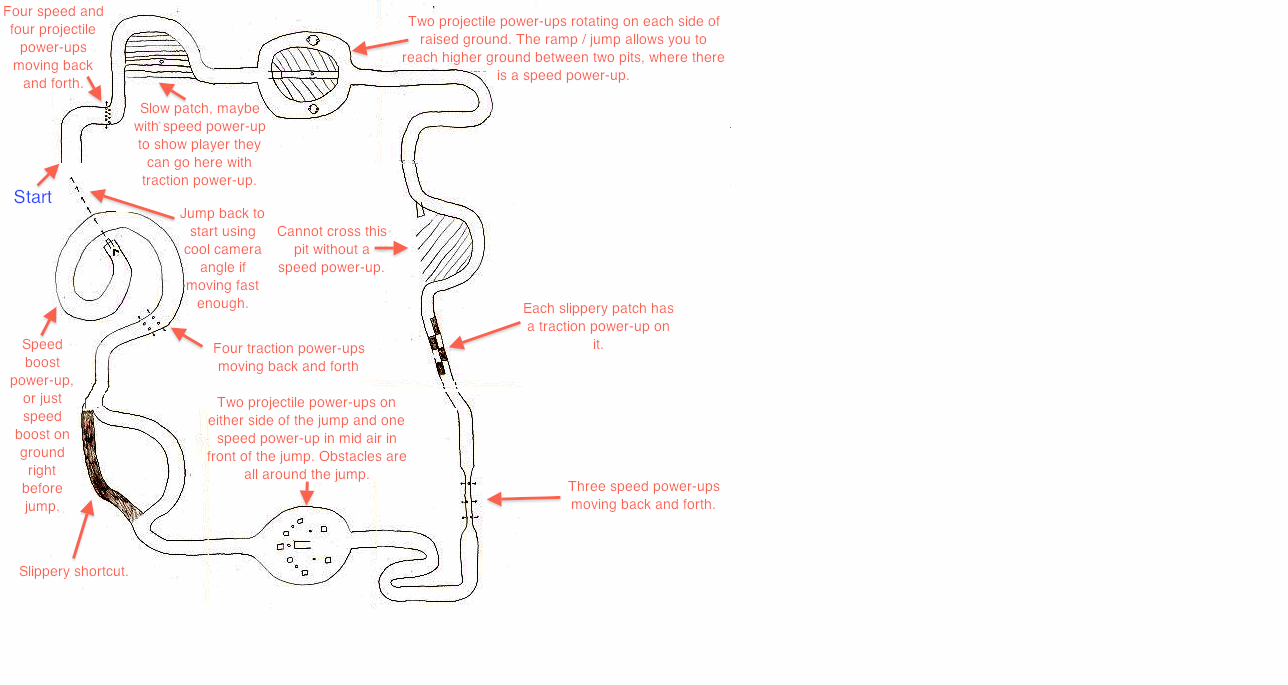 Four speed and
four projectile
power-ups
moving back
and forth.
Two projectile power-ups rotating on each side of
raised ground. The ramp / jump allows you to
reach higher ground between two pits, where there
is a speed power-up.
Slow patch, maybe
with speed power-up
to show player they
can go here with
traction power-up.
Start
Jump back to
start using
cool camera
angle if
moving fast
enough.
Cannot cross this
pit without a
speed power-up.
Each slippery patch has
a traction power-up on
it.
Speed
boost
power-up,
or just
speed
boost on
ground
right
before
jump.
Four traction power-ups
moving back and forth
Two projectile power-ups on
either side of the jump and one
speed power-up in mid air in
front of the jump. Obstacles are
all around the jump.
Three speed power-ups
moving back and forth.
Slippery shortcut.